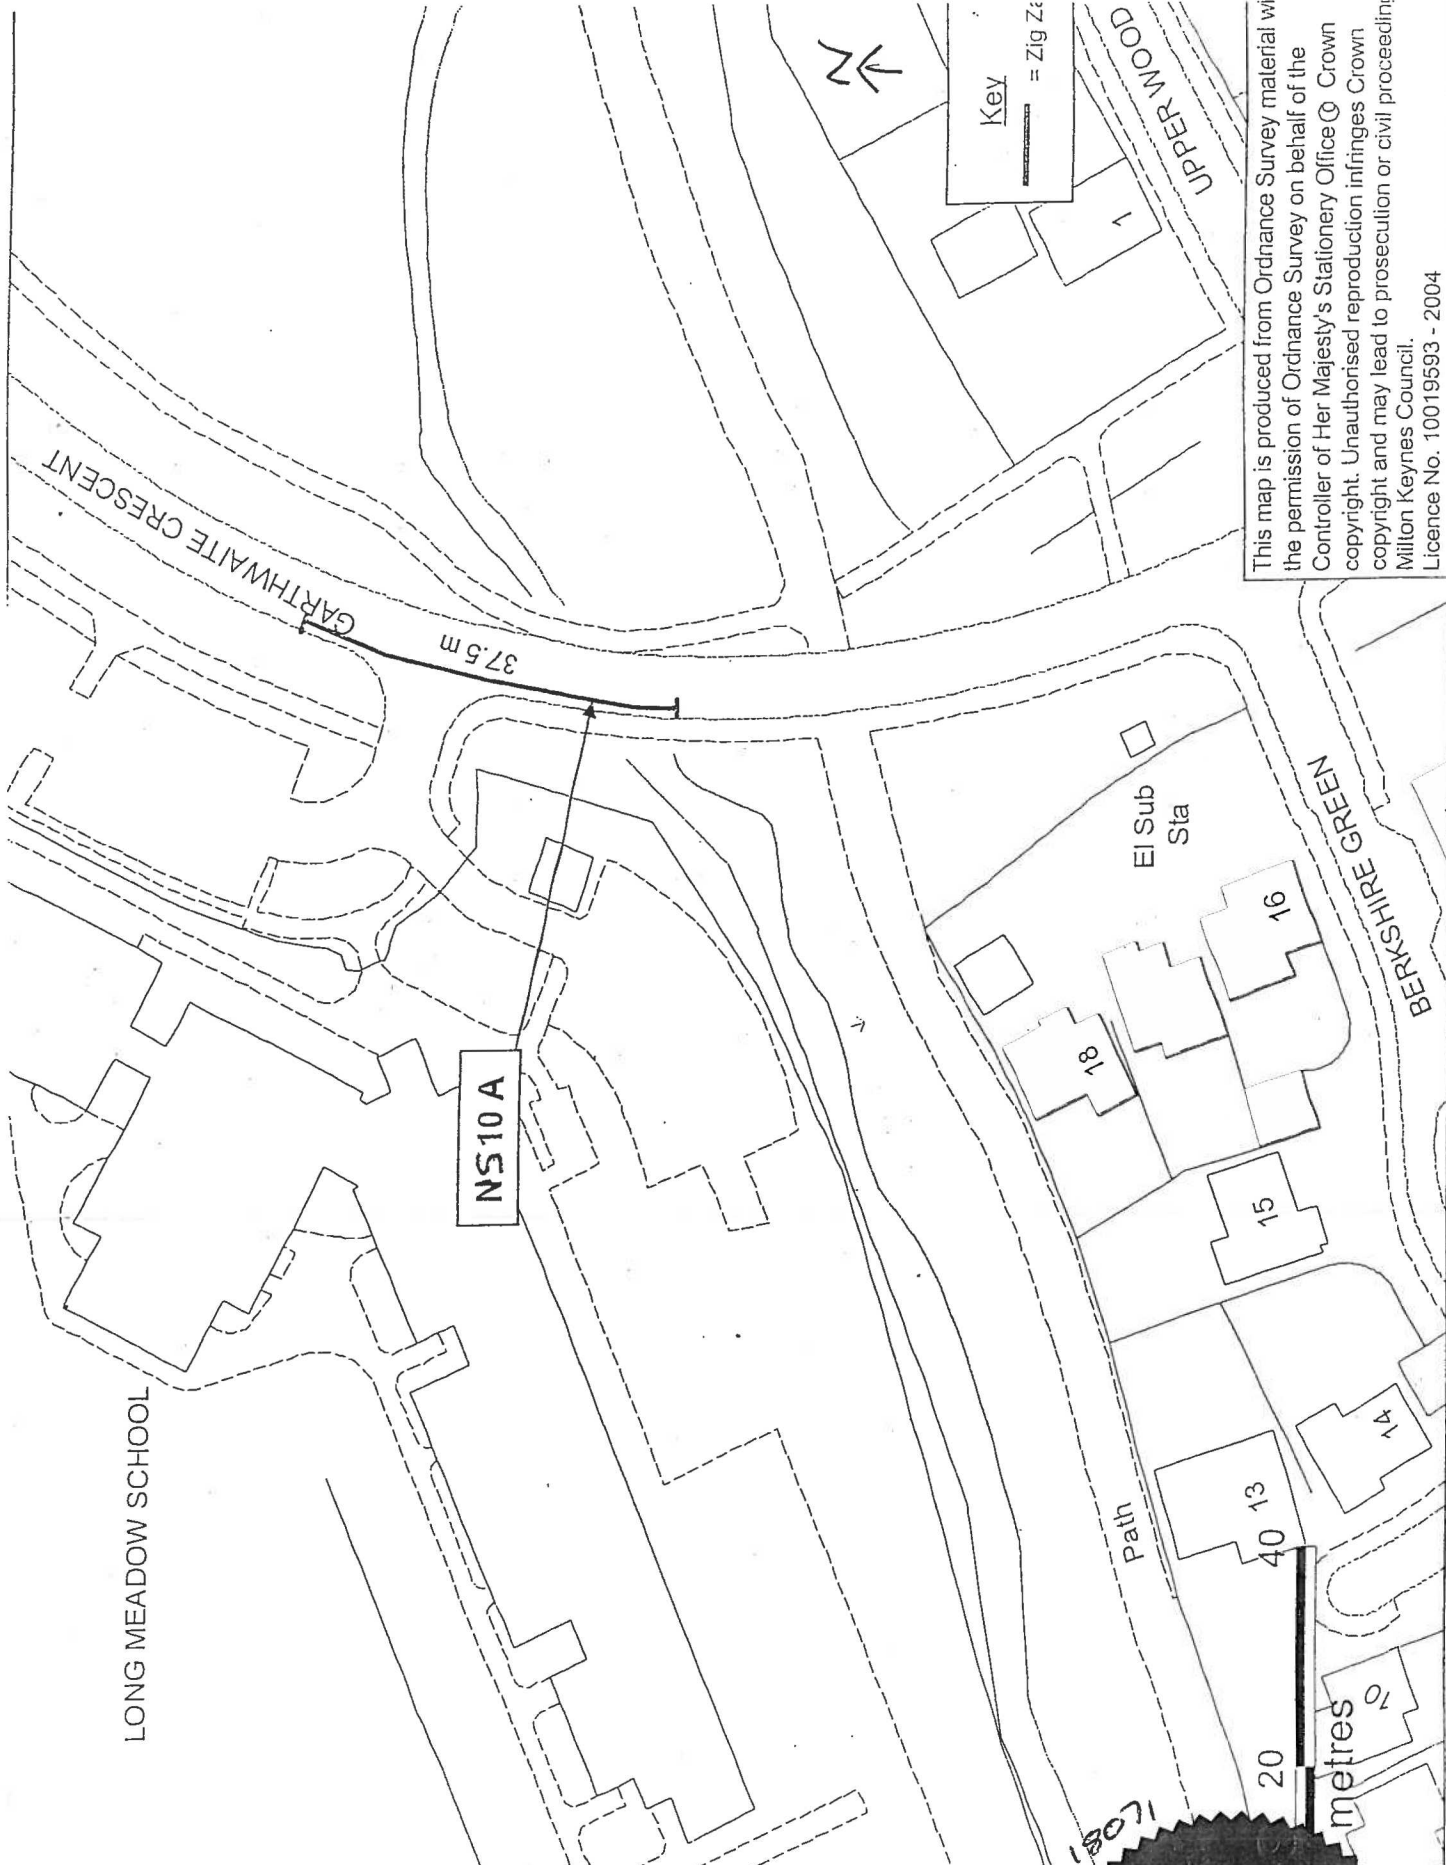 LONG MEADOW SCHOOL
GARTHWAITE CRESCENT
37.5 m
NS10 A
N
Key
= Zig
UPPER WOOD
1
El Sub
Sta
16
18
15
14
13
70
BERKSHIRE GREEN
Path
20
40
metres
This map is produced from Ordnance Survey material wi
the permission of Ordnance Survey on behalf of the
Controller of Her Majesty's Stationery Office © Crown
copyright. Unauthorised reproduction infringes Crown
copyright and may lead to prosecution or civil proceeding
Milton Keynes Council.
Licence No. 10019593 - 2004